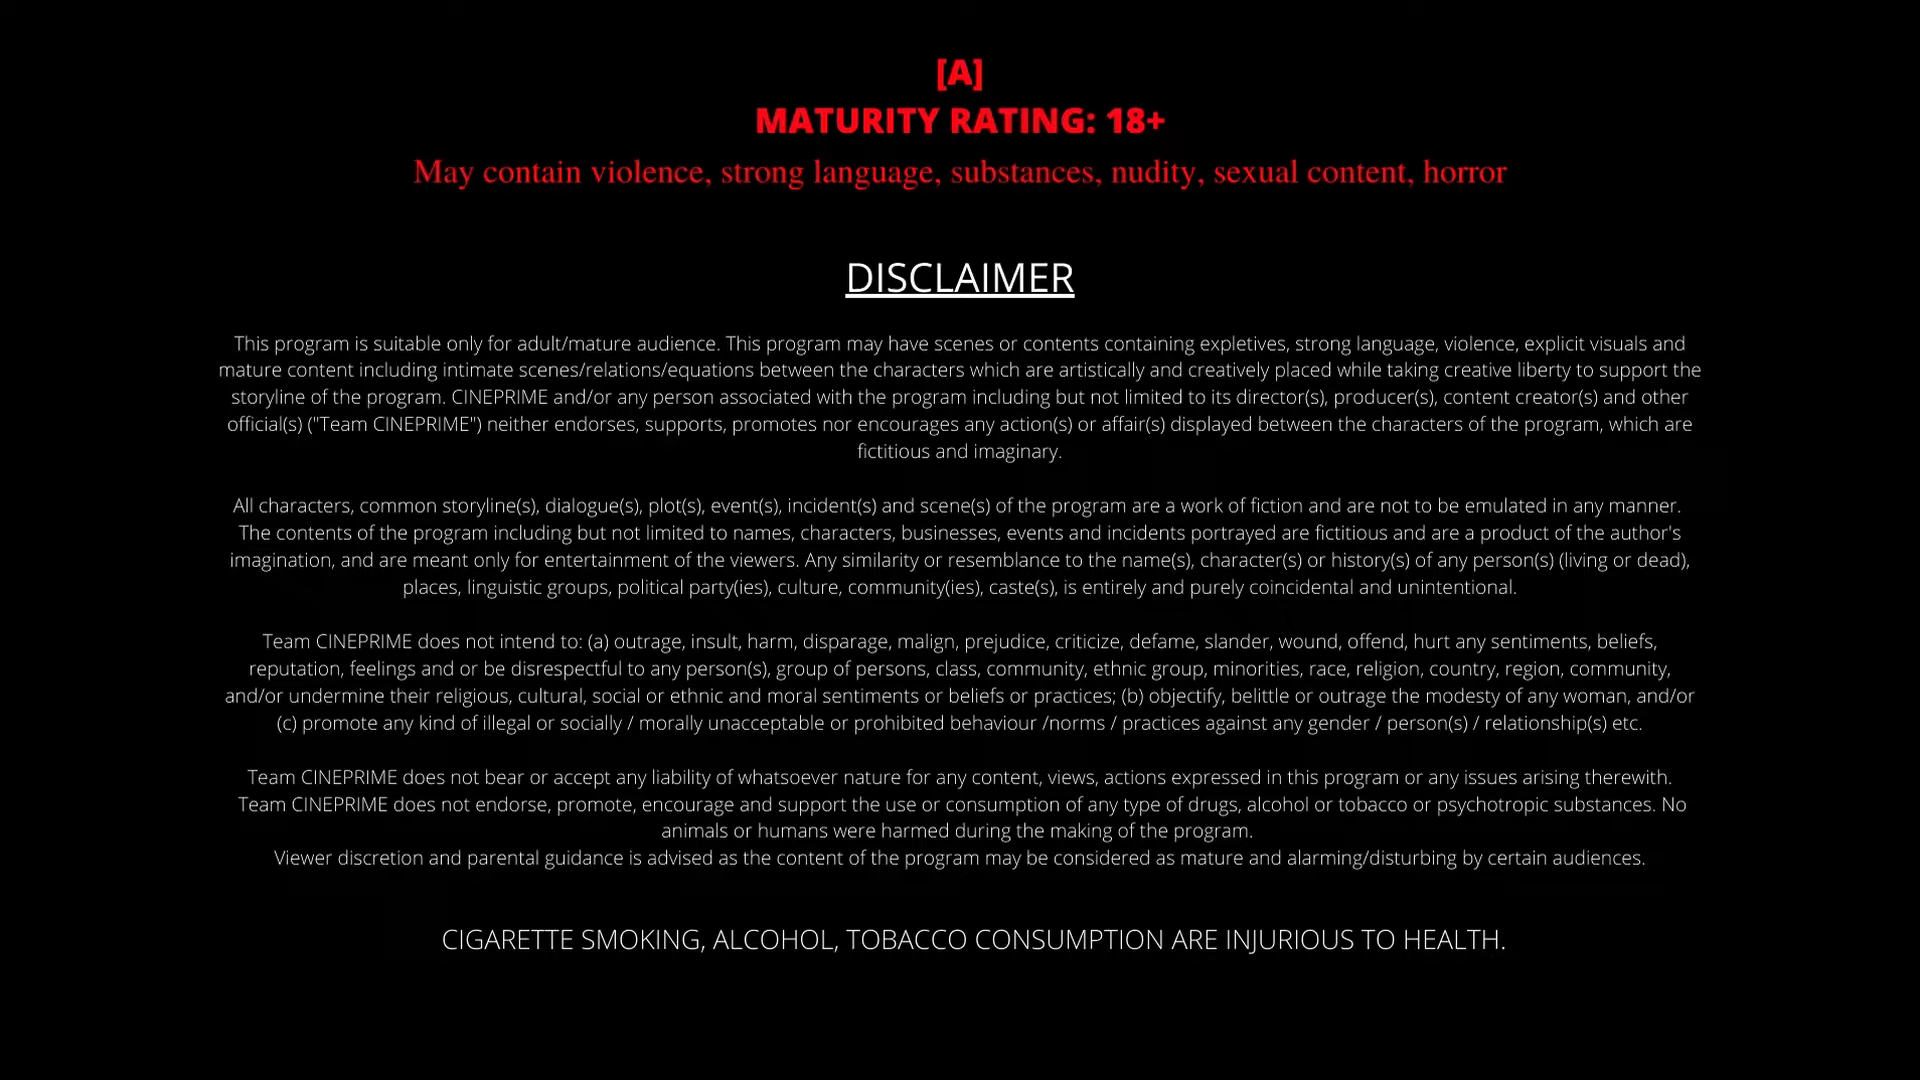 [A]
MATURITY RATING: 18+
May contain violence, strong language, substances, nudity, sexual content, horror
DISCLAIMER
This program is suitable only for adult/mature audience. This program may have scenes or contents containing expletives, strong language, violence, explicit visuals and
mature content including intimate scenes/relations/equations between the characters which are artistically and creatively placed while taking creative liberty to support the
storyline of the program. CINEPRIME and/or any person associated with the program including but not limited to its director(s), producer(s), content creator(s) and other
official(s) ("Team CINEPRIME") neither endorses, supports, promotes nor encourages any action(s) or affair(s) displayed between the characters of the program, which are
fictitious and imaginary.
All characters, common storyline(s), dialogue(s), plot(s), event(s), incident(s) and scene(s) of the program are a work of fiction and are not to be emulated in any manner.
The contents of the program including but not limited to names, characters, businesses, events and incidents portrayed are fictitious and are a product of the author's
imagination, and are meant only for entertainment of the viewers. Any similarity or resemblance to the name(s), character(s) or history(s) of any person(s) (living or dead),
places, linguistic groups, political party(ies), culture, community(ies), caste(s), is entirely and purely coincidental and unintentional.
Team CINEPRIME does not intend to: (a) outrage, insult, harm, disparage, malign, prejudice, criticize, defame, slander, wound, offend, hurt any sentiments, beliefs,
reputation, feelings and or be disrespectful to any person(s), group of persons, class, community, ethnic group, minorities, race, religion, country, region, community,
and/or undermine their religious, cultural, social or ethnic and moral sentiments or beliefs or practices; (b) objectify, belittle or outrage the modesty of any woman, and/or
(c) promote any kind of illegal or socially / morally unacceptable or prohibited behaviour /norms / practices against any gender / person(s) / relationship(s) etc.
Team CINEPRIME does not bear or accept any liability of whatsoever nature for any content, views, actions expressed in this program or any issues arising therewith.
Team CINEPRIME does not endorse, promote, encourage and support the use or consumption of any type of drugs, alcohol or tobacco or psychotropic substances. No
animals or humans were harmed during the making of the program.
Viewer discretion and parental guidance is advised as the content of the program may be considered as mature and alarming/disturbing by certain audiences.
CIGARETTE SMOKING, ALCOHOL, TOBACCO CONSUMPTION ARE INJURIOUS TO HEALTH.